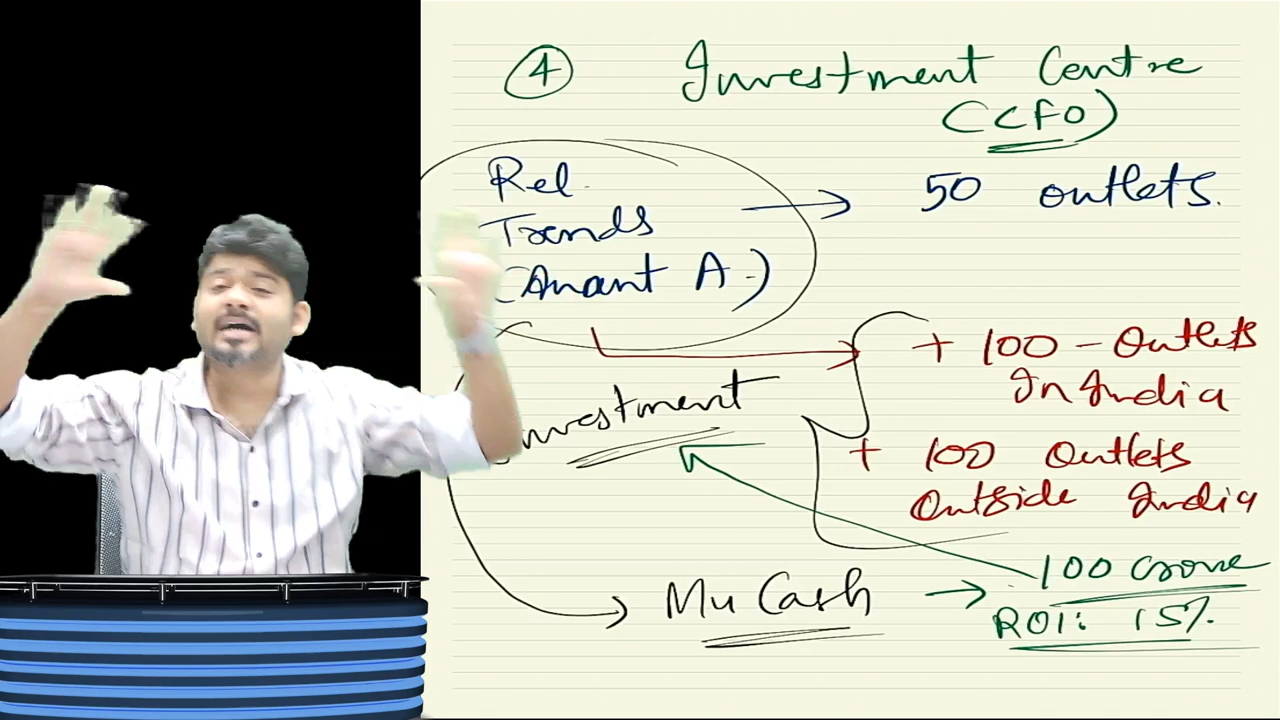 4 Investment Centre
(CFO)
Rel.
Trends → 50 outlets.
(Anant A.)
+ 100 - Outlets
In India
Investment
+ 100 Outlets
Outside India
Mu Cash → 100 crore
ROI: 15%.